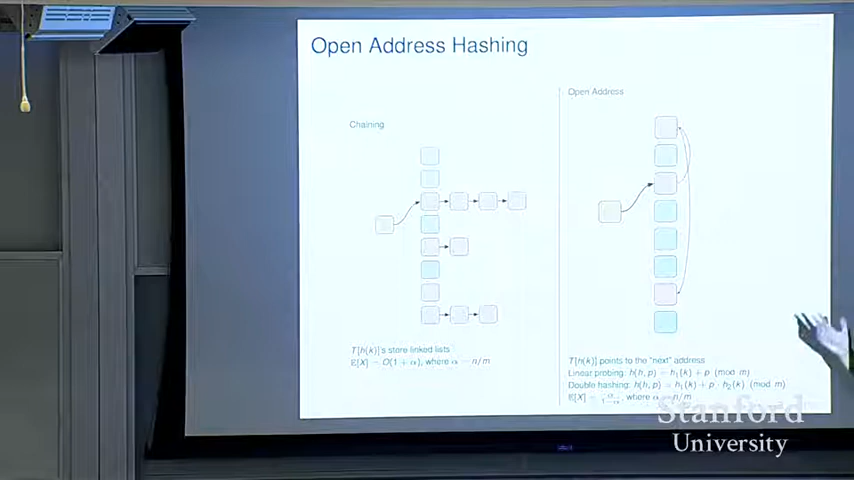 Open Address Hashing
Chaining
T[h(k)]'s store linked lists
E[X] = O(1 + α), where α = n/m
Open Address
T[h(k)] points to the "next" address
Linear probing: h(h, p) = h₁(k) + p (mod m)
Double hashing: h(h, p) = h₁(k) + p · h₂(k) (mod m)
E[X] = where α = n/m
Stanford
University